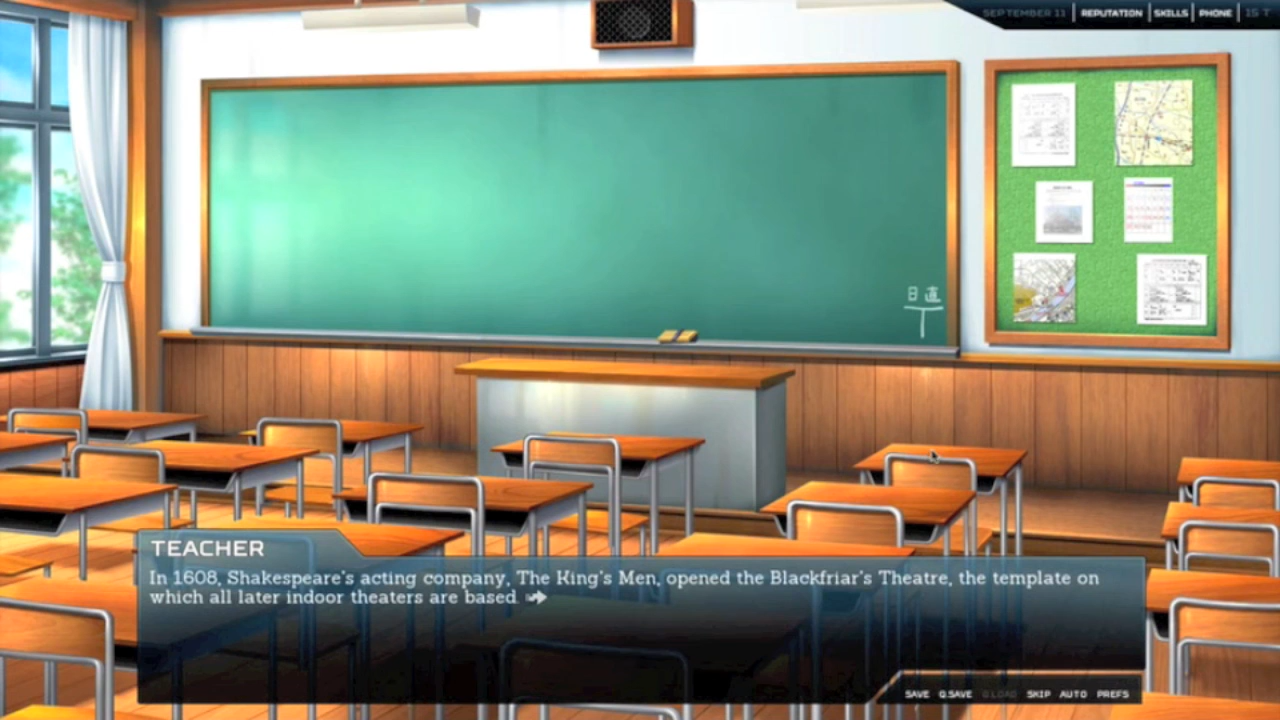 SEPTEMBER 11 REPUTATION SKILLS PHONE
日直
TEACHER
In 1608, Shakespeare's acting company, The King's Men, opened the Blackfriar's Theatre, the template on
which all later indoor theaters are based.
SAVE Q.SAVE Q.LOAD SKIP AUTO PREFS